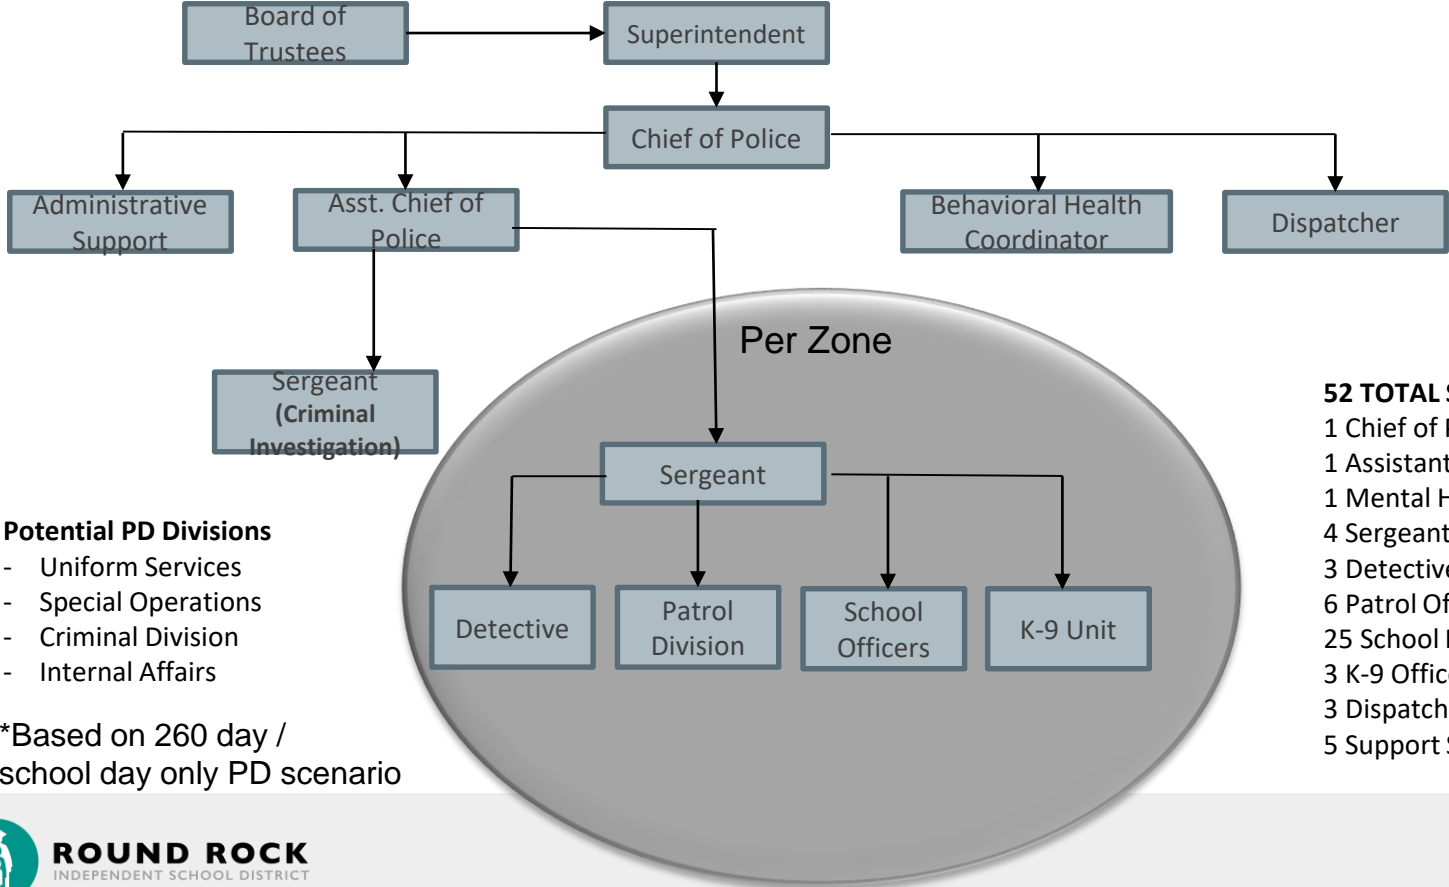 Board of
Trustees
Superintendent
Chief of Police
Administrative
Support
Asst. Chief of
Police
Behavioral Health
Coordinator
Dispatcher
Per Zone
Sergeant
(Criminal
Investigation)
Sergeant
Detective
Patrol
Division
School
Officers
K-9 Unit
Potential PD Divisions
- Uniform Services
- Special Operations
- Criminal Division
- Internal Affairs
*Based on 260 day /
school day only PD scenario
52 TOTAL
1 Chief of
1 Assistant
1 Mental
4 Sergeant
3
6 Patrol
25 School
3 K-9
3
5 Support
ROUND ROCK
INDEPENDENT SCHOOL DISTRICT